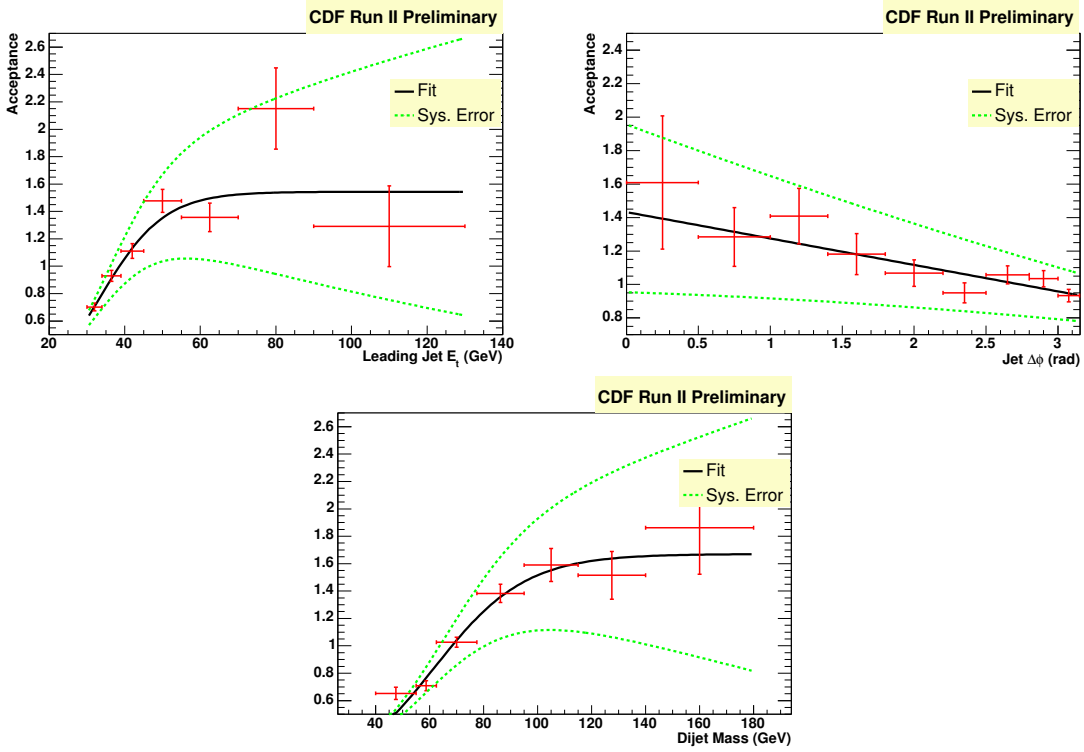 CDF Run II Preliminary
Acceptance
2.6
2.4
2.2
2
1.8
1.6
1.4
1.2
1
0.8
0.6
Fit
Sys. Error
20 40 60 80 100 120 140
Leading Jet Et (GeV)
CDF Run II Preliminary
Acceptance
2.4
2.2
2
1.8
1.6
1.4
1.2
1
0.8
Fit
Sys. Error
0 0.5 1 1.5 2 2.5 3
Jet Δϕ (rad)
CDF Run II Preliminary
Acceptance
2.6
2.4
2.2
2
1.8
1.6
1.4
1.2
1
0.8
0.6
Fit
Sys. Error
40 60 80 100 120 140 160 180
Dijet Mass (GeV)